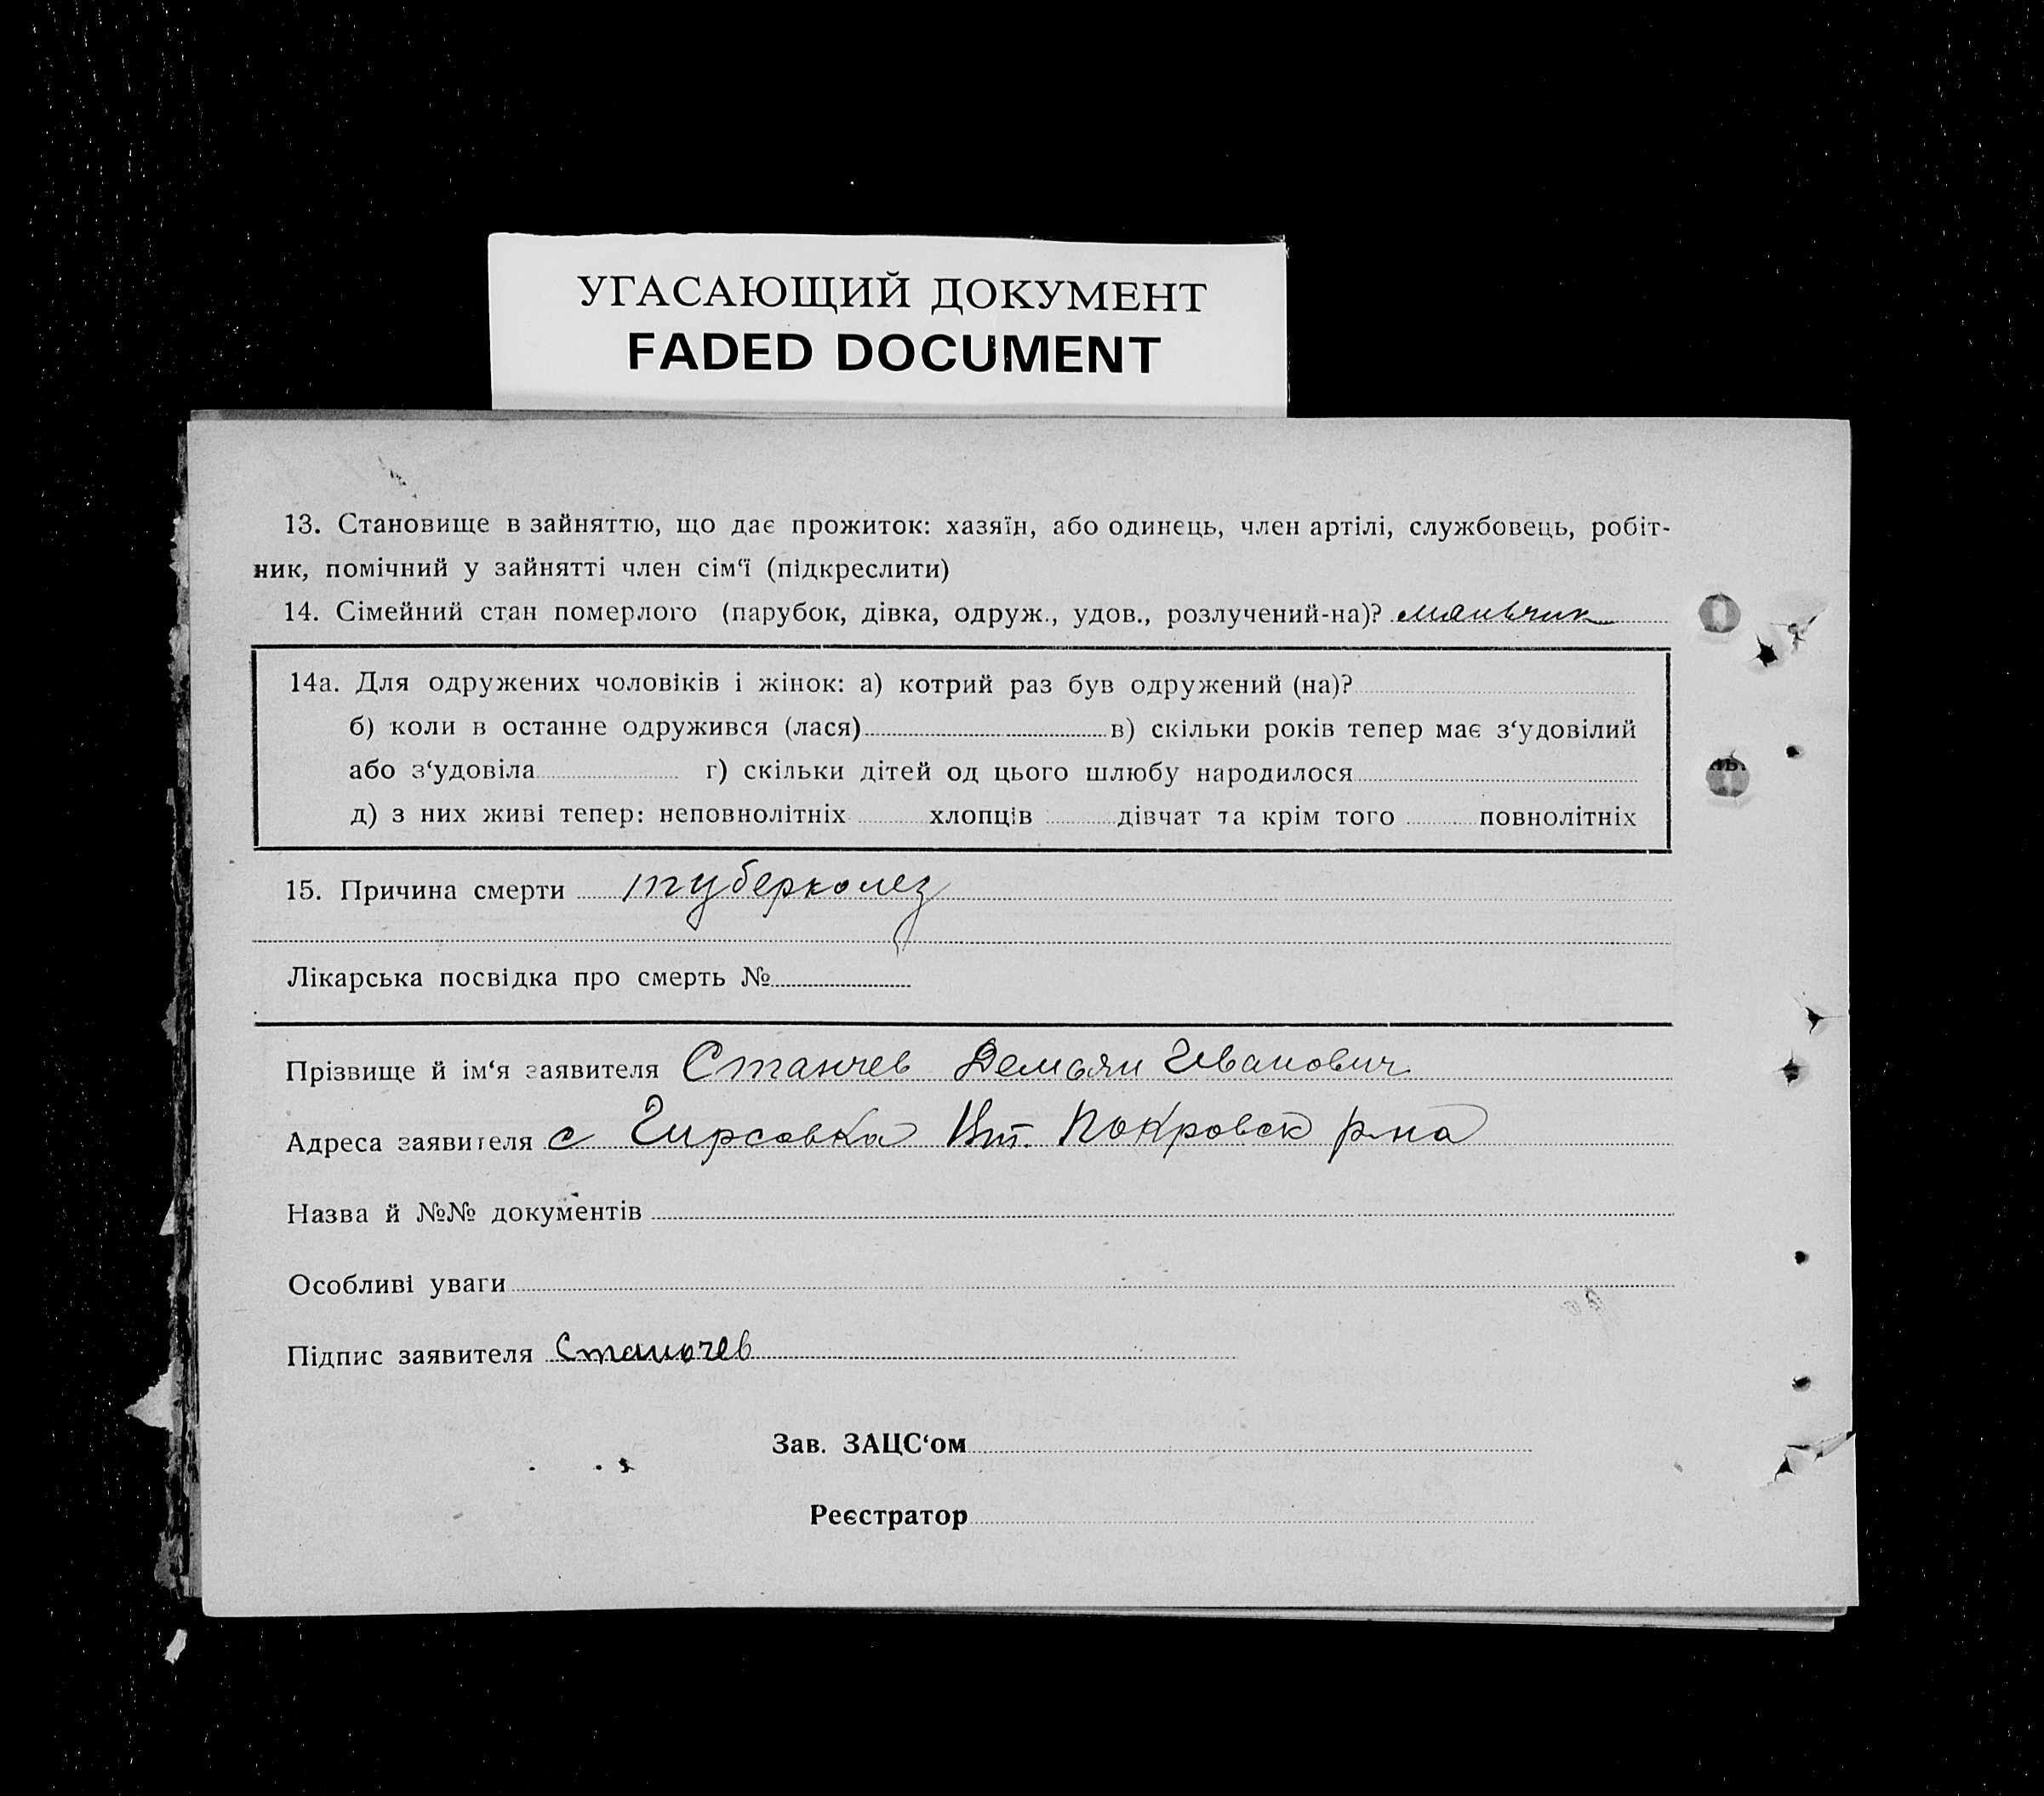 УГАСАЮЩИЙ ДОКУМЕНТ
FADED DOCUMENT
13. Становище в зайняттю, що дає прожиток: хазяїн, або одинець, член артілі, службовець, робіт-
ник, помічний у зайнятті член сім‘ї (підкреслити)
14. Сімейний стан померлого (парубок, дівка, одруж., удов., розлучений-на)? мальчик
14а. Для одружених чоловіків і жінок: а) котрий раз був одружений (на)?
б) коли в останне одружився (лася) в) скільки років тепер має з‘удовілий
або з‘удовіла г) скільки дітей од цього шлюбу народилося
д) з них живі тепер: неповнолітніх хлопців дівчат та крім того повнолітніх
15. Причина смерти туберколез
Лікарська посвідка про смерть №
Прізвище й ім‘я заявителя Станчев Демьян Иванович
Адреса заявителя с Гирсовка Покровск р-на
Назва й №№ документів
Особливі уваги
Підпис заявителя Станчев
Зав. ЗАЦС‘ом
Реєстратор